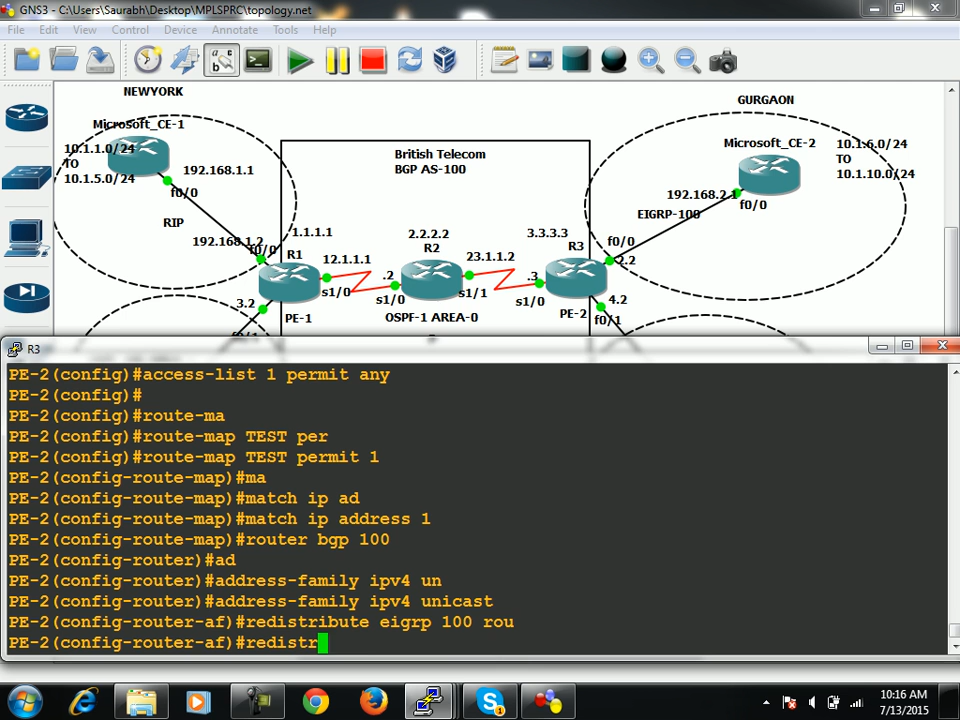 GNS3 - C:\Users\Saurabh\Desktop\MPLSPRC\topology.net
File Edit View Control Device Annotate Tools Help
NEWYORK
GURGAON
Microsoft_CE-1
10.1.1.0/24
TO
10.1.5.0/24
192.168.1.1
f0/0
RIP
192.168.1.2
f0/0
British Telecom
BGP AS-100
Microsoft_CE-2
10.1.6.0/24
TO
10.1.10.0/24
192.168.2.1
f0/0
EIGRP-100
1.1.1.1
R1
12.1.1.1
s1/0
PE-1
3.2
2.2.2.2
R2
.2
s1/0
23.1.1.2
s1/1
OSPF-1 AREA-0
3.3.3.3
R3
.3
s1/0
PE-2
f0/0
2.2
4.2
f0/1
R3
PE-2(config)#access-list 1 permit any
PE-2(config)#
PE-2(config)#route-ma
PE-2(config)#route-map TEST per
PE-2(config)#route-map TEST permit 1
PE-2(config-route-map)#ma
PE-2(config-route-map)#match ip ad
PE-2(config-route-map)#match ip address 1
PE-2(config-route-map)#router bgp 100
PE-2(config-router)#ad
PE-2(config-router)#address-family ipv4 un
PE-2(config-router)#address-family ipv4 unicast
PE-2(config-router-af)#redistribute eigrp 100 rou
PE-2(config-router-af)#redistr
10:16 AM
7/13/2015